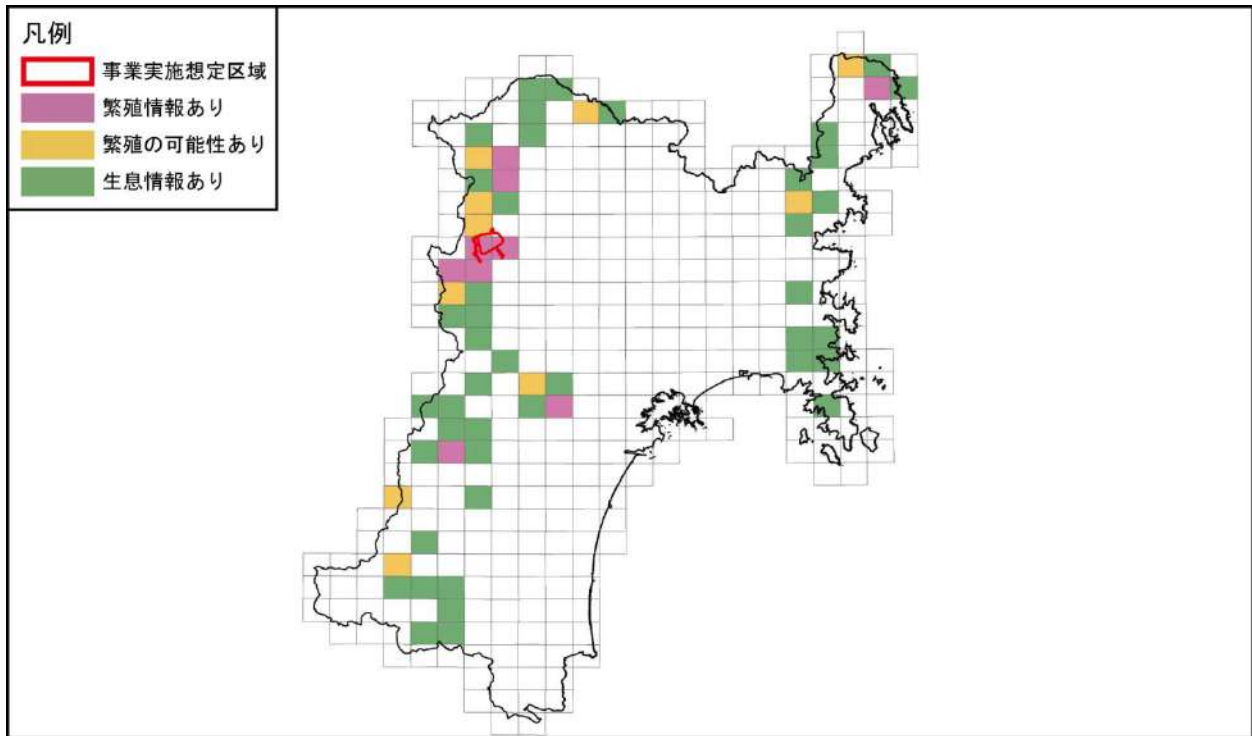 凡例
事業実施想定区域
繁殖情報あり
繁殖の可能性あり
生息情報あり